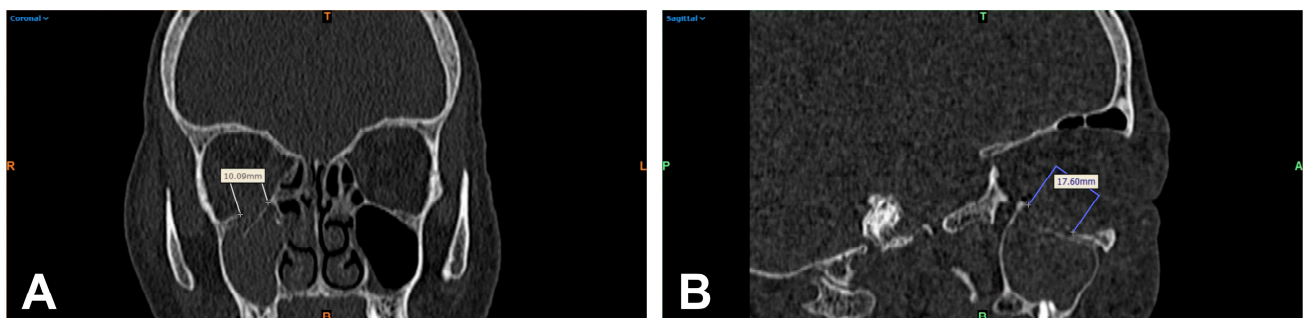 Coronal
T
R
10.09mm
L
A
B
Sagittal
T
P
17.60mm
A
B
B